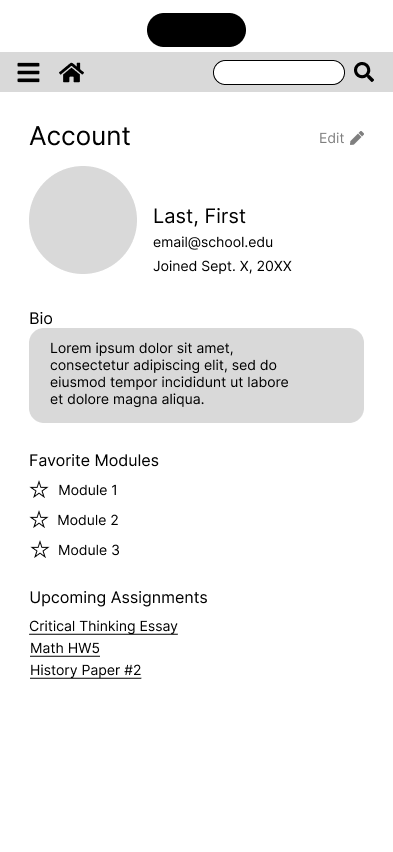 Account
Edit
Last, First
email@school.edu
Joined Sept. X, 20XX
Bio
Lorem ipsum dolor sit amet,
consectetur adipiscing elit, sed do
eiusmod tempor incididunt ut labore
et dolore magna aliqua.
Favorite Modules
Module 1
Module 2
Module 3
Upcoming Assignments
Critical Thinking Essay
Math HW5
History Paper #2